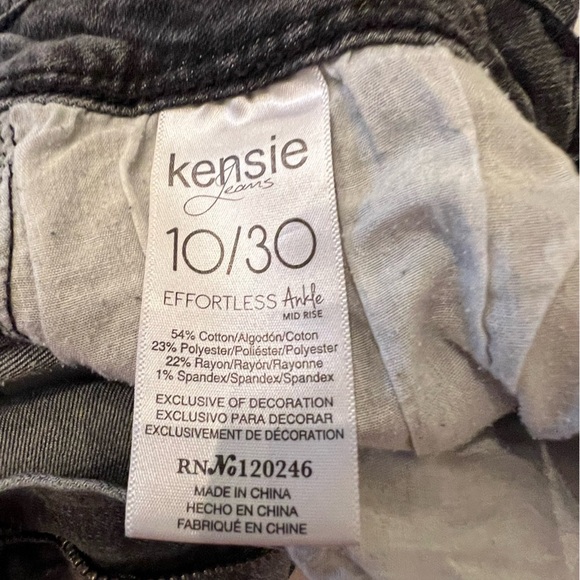 kensie
Jeans
10/30
EFFORTLESS Ankle
MID RISE
54% Cotton/Algodón/Coton
23% Polyester/Poliéster/Polyester
22% Rayon/Rayón/Rayonne
1% Spandex/Spandex/Spandex
EXCLUSIVE OF DECORATION
EXCLUSIVO PARA DECORAR
EXCLUSIVEMENT DE DÉCORATION
RN№120246
MADE IN CHINA
HECHO EN CHINA
FABRIQUÉ EN CHINE